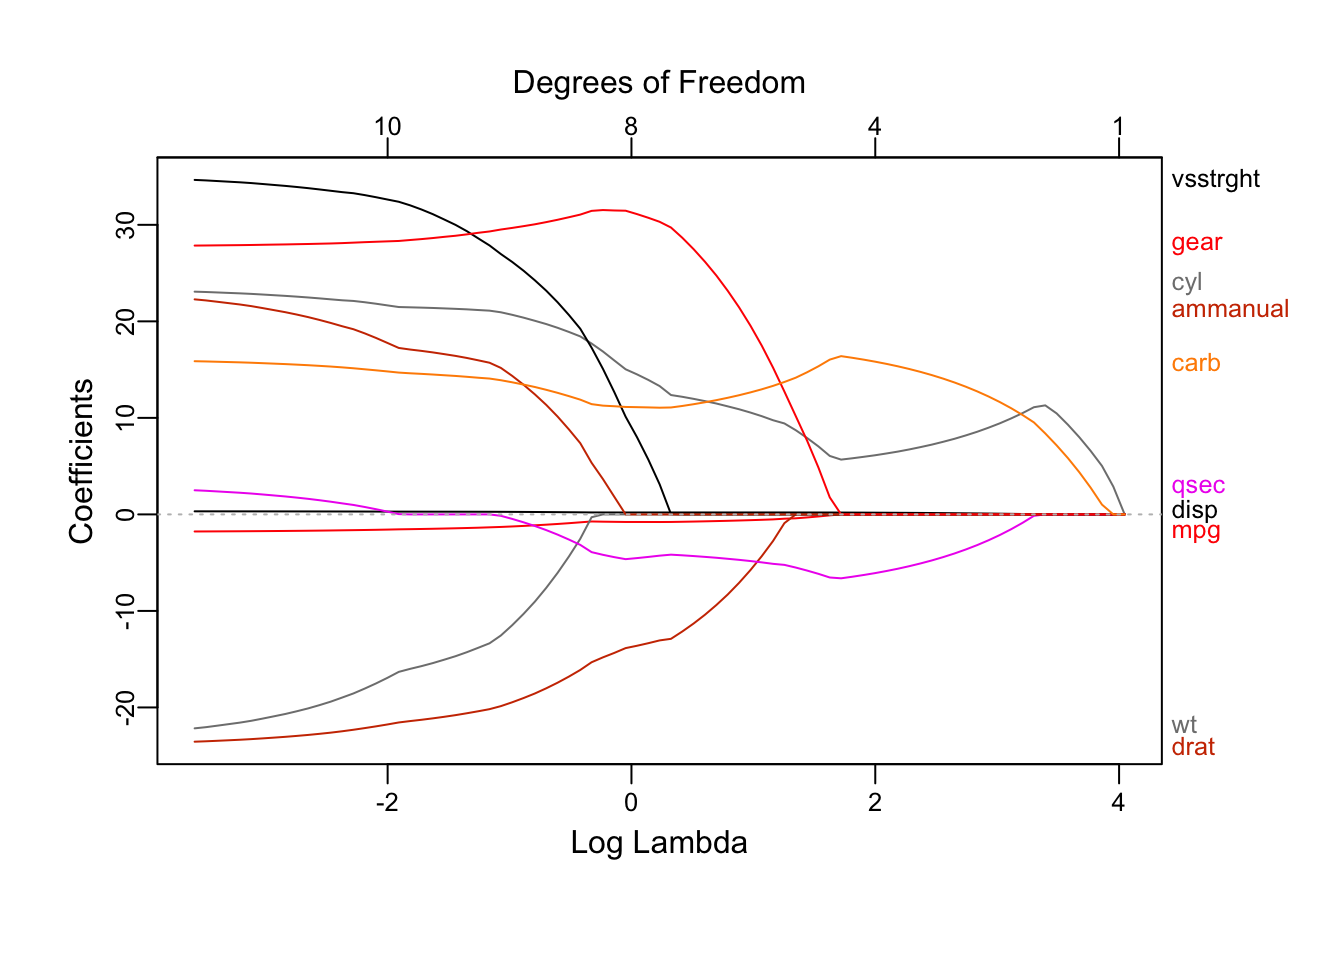 Degrees of Freedom
10 8 4 1
vsstrght
gear
cyl
ammanual
carb
qsec
disp
mpg
wt
drat
Coefficients
30
20
10
0
-10
-20
-2 0 2 4
Log Lambda